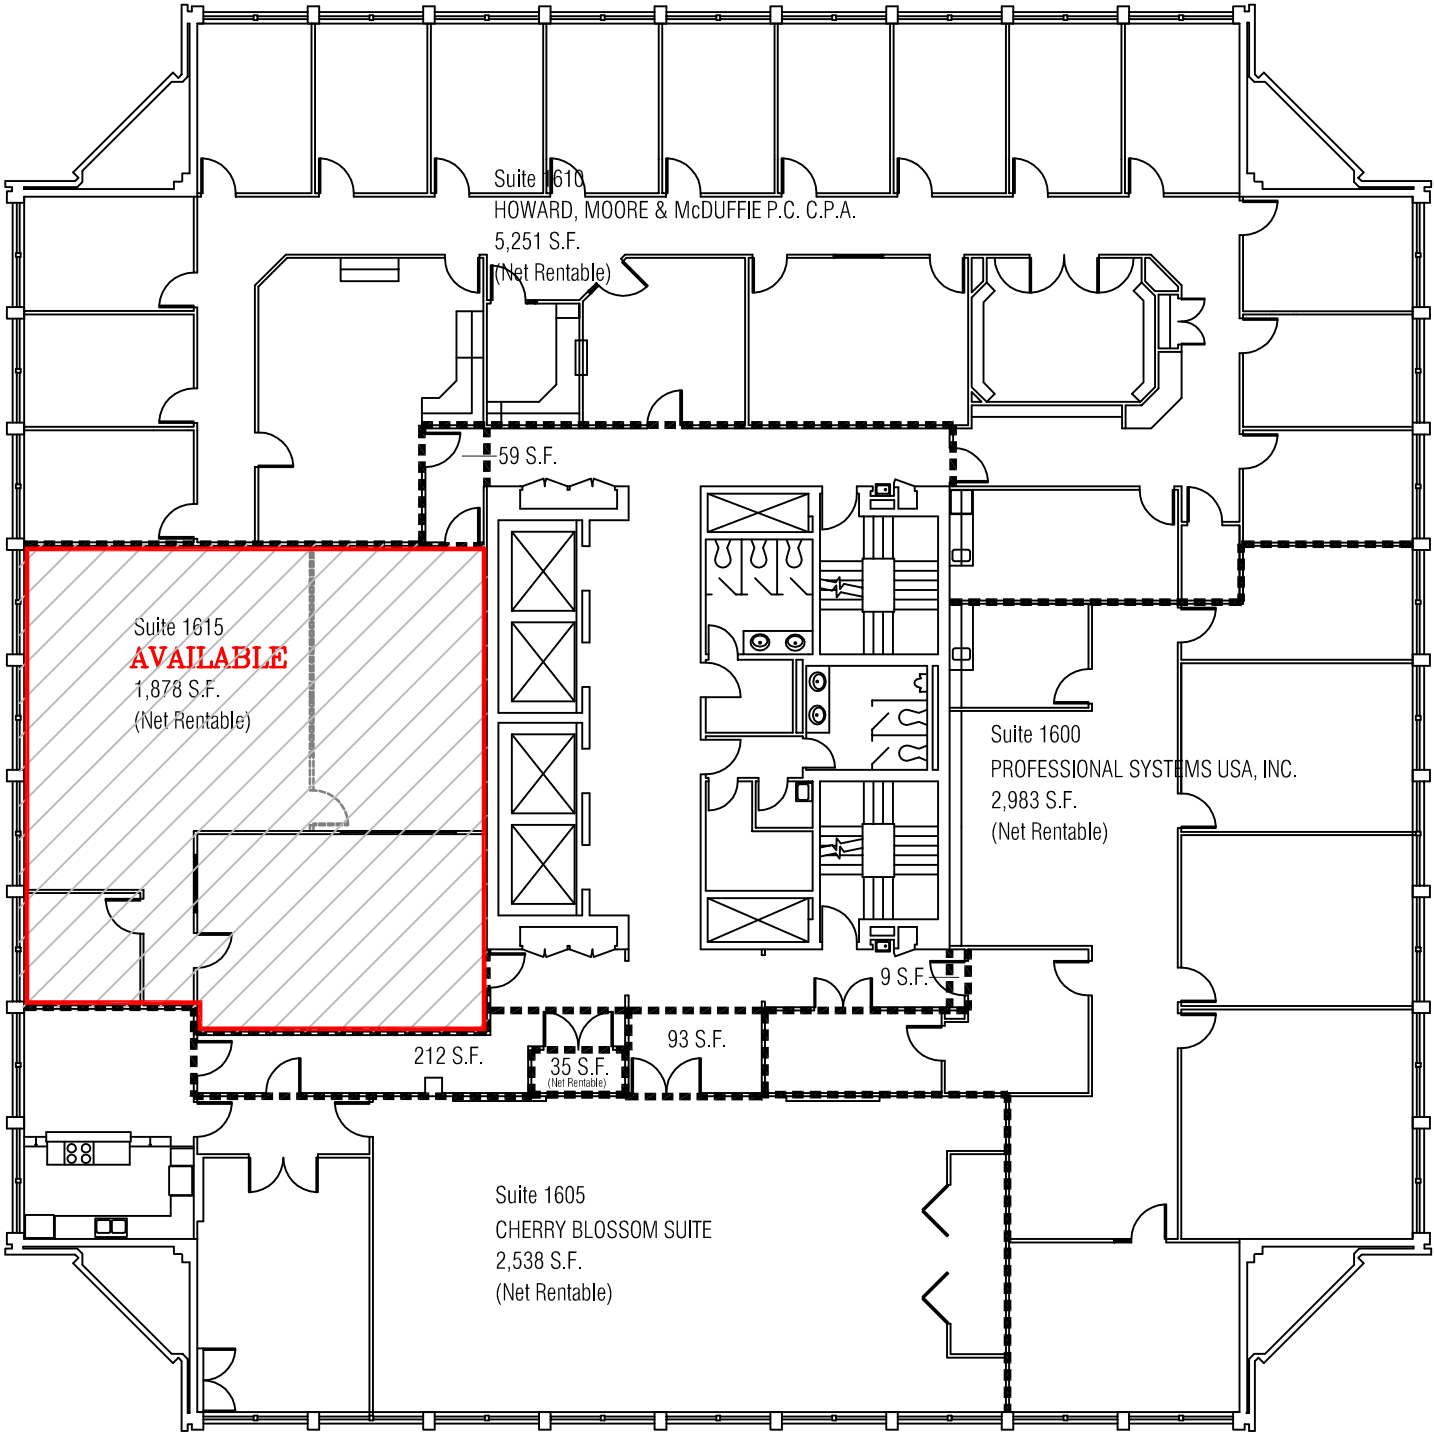 Suite 1610
HOWARD, MOORE & McDUFFIE P.C. C.P.A.
5,251 S.F.
(Net Rentable)
59 S.F.
Suite 1615
AVAILABLE
1,878 S.F.
(Net Rentable)
Suite 1600
PROFESSIONAL SYSTEMS USA, INC.
2,983 S.F.
(Net Rentable)
9 S.F.
212 S.F.
35 S.F.
(Net Rentable)
93 S.F.
Suite 1605
CHERRY BLOSSOM SUITE
2,538 S.F.
(Net Rentable)